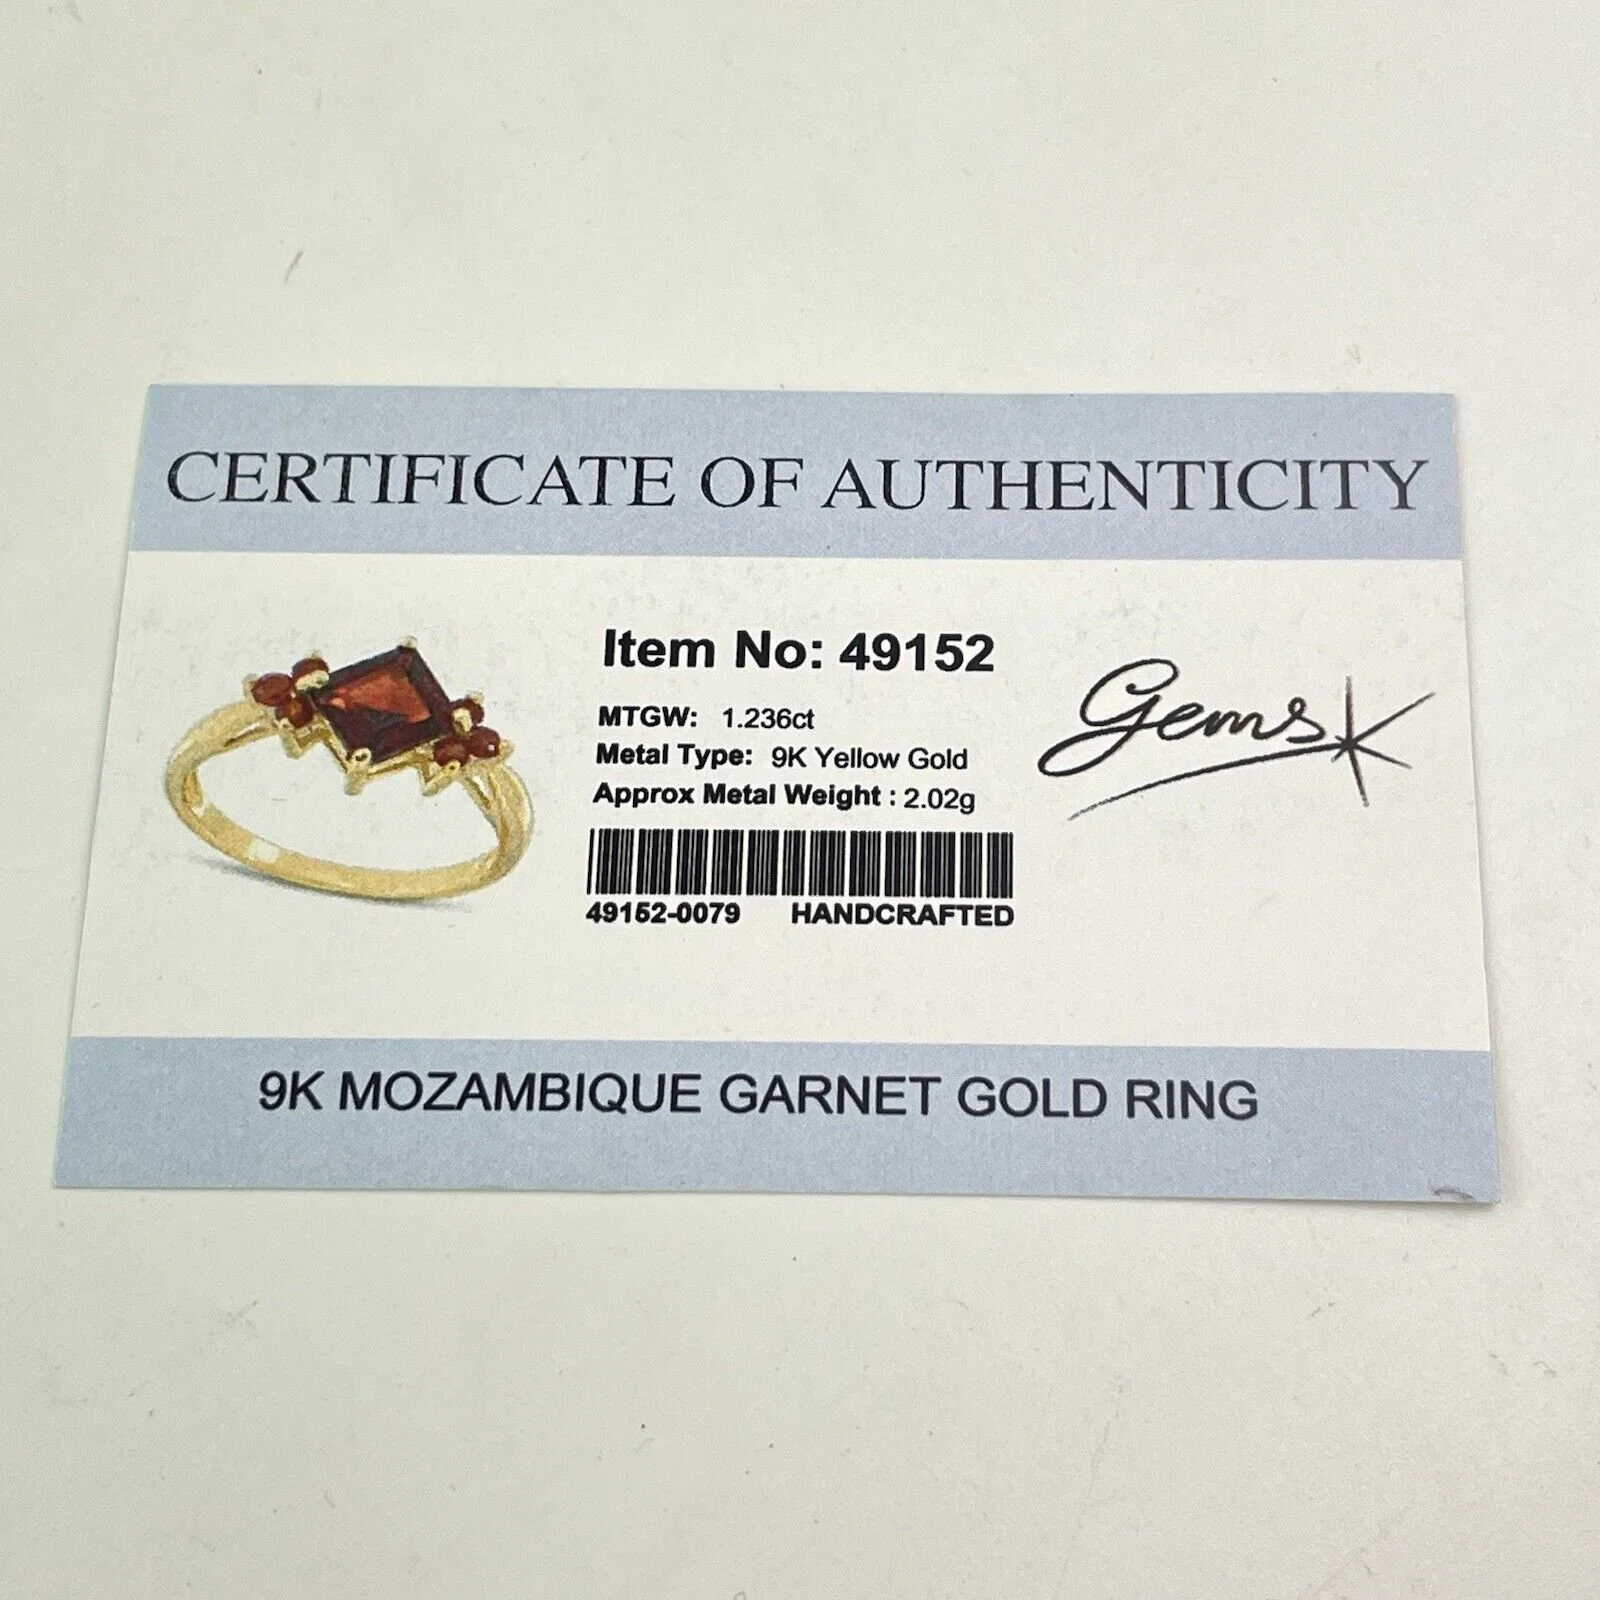 CERTIFICATE OF AUTHENTICITY
Item No: 49152
MTGW: 1.236ct
Metal Type: 9K Yellow Gold
Approx Metal Weight : 2.02g
49152-0079 HANDCRAFTED
Gems
9K MOZAMBIQUE GARNET GOLD RING